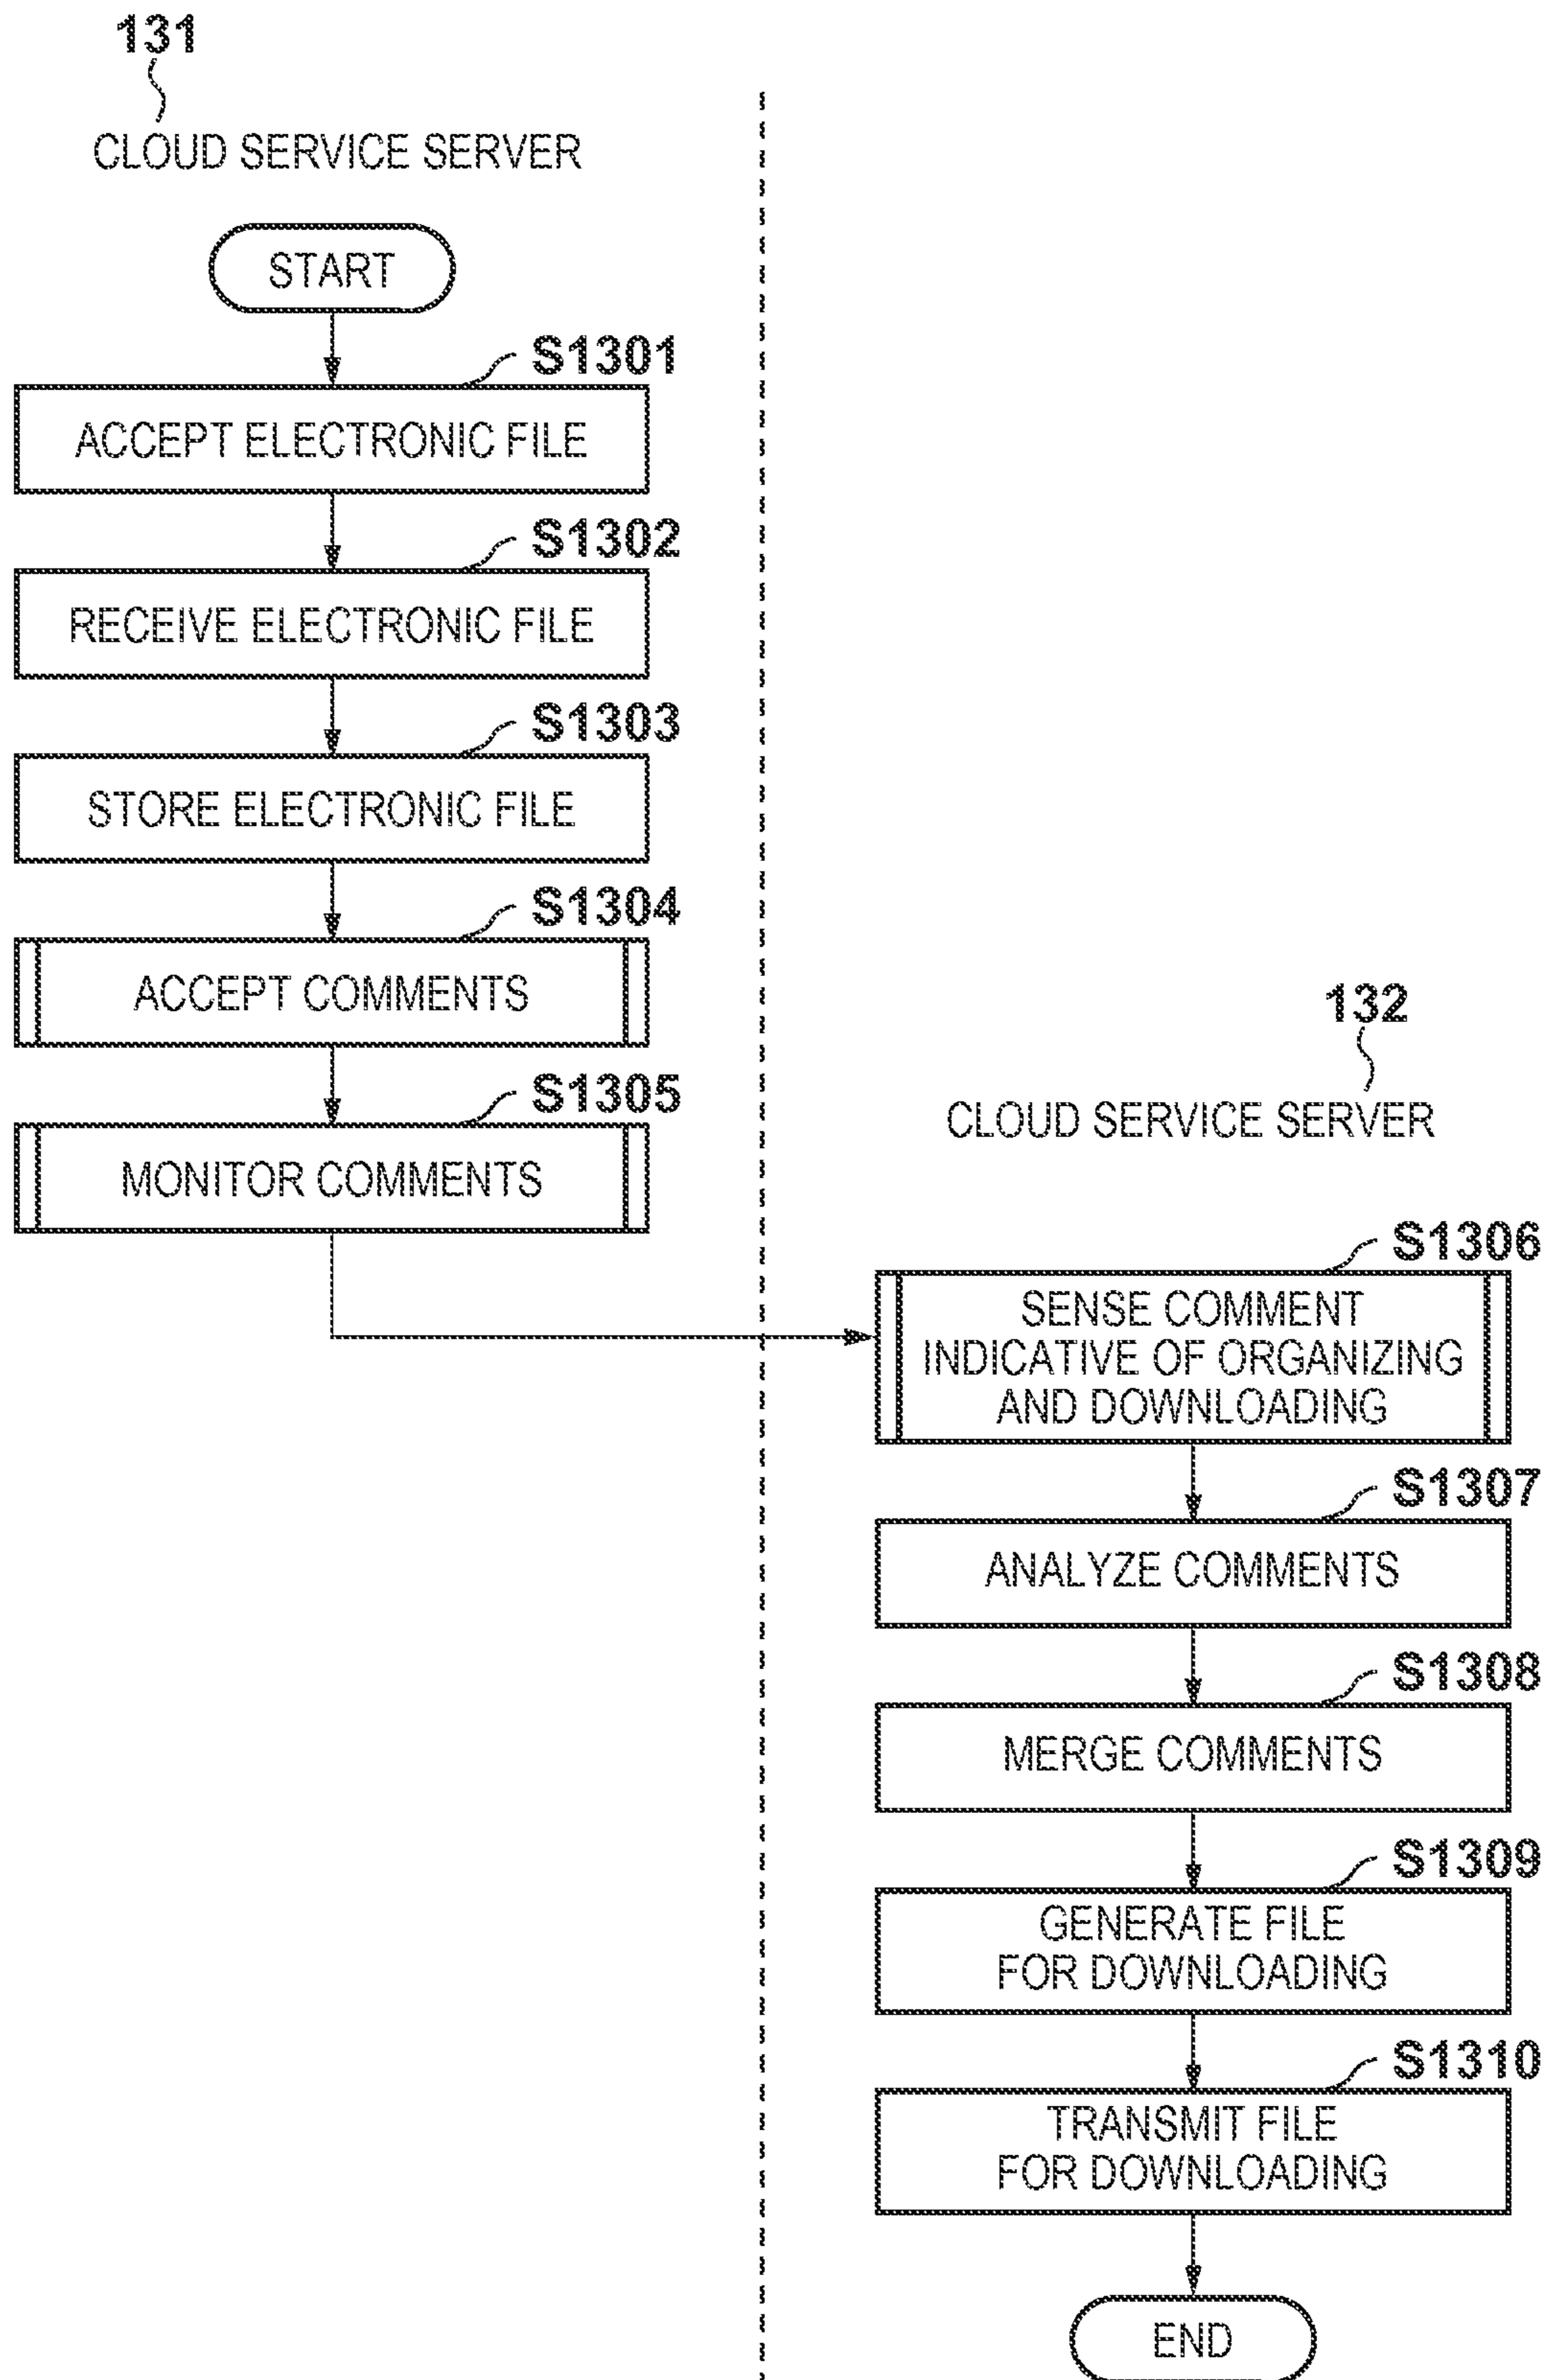 131
CLOUD SERVICE SERVER
START
S1301
ACCEPT ELECTRONIC FILE
S1302
RECEIVE ELECTRONIC FILE
S1303
STORE ELECTRONIC FILE
S1304
ACCEPT COMMENTS
S1305
MONITOR COMMENTS
132
CLOUD SERVICE SERVER
S1306
SENSE COMMENT
INDICATIVE OF ORGANIZING
AND DOWNLOADING
S1307
ANALYZE COMMENTS
S1308
MERGE COMMENTS
S1309
GENERATE FILE
FOR DOWNLOADING
S1310
TRANSMIT FILE
FOR DOWNLOADING
END